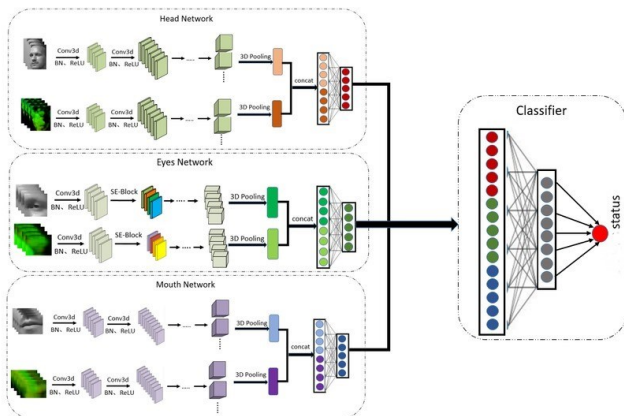 Head Network
Conv3d
BN、ReLU
Conv3d
BN、ReLU
3D Pooling
concat
Conv3d
BN、ReLU
Conv3d
BN、ReLU
3D Pooling
Eyes Network
Conv3d
BN、ReLU
SE-Block
3D Pooling
concat
Conv3d
BN、ReLU
SE-Block
3D Pooling
Mouth Network
Conv3d
BN、ReLU
Conv3d
BN、ReLU
3D Pooling
concat
Conv3d
BN、ReLU
Conv3d
BN、ReLU
3D Pooling
Classifier
status